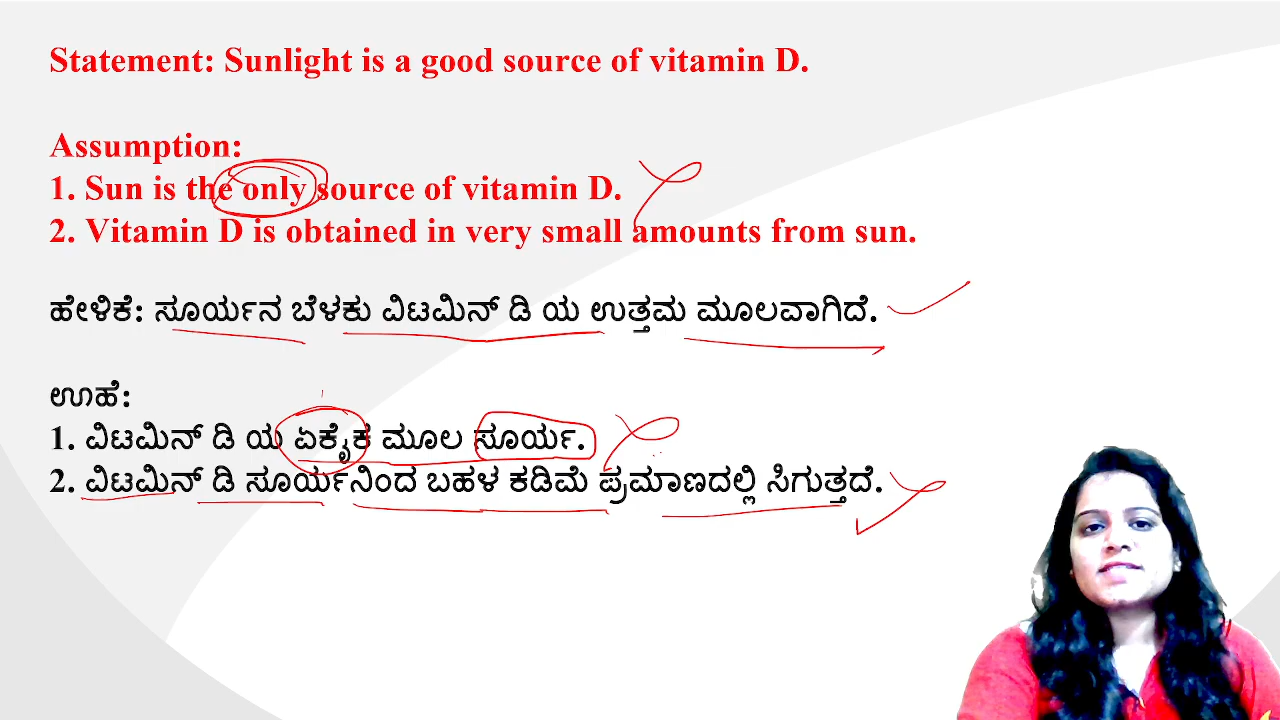 Statement: Sunlight is a good source of vitamin D.
Assumption:
1. Sun is the only source of vitamin D.
2. Vitamin D is obtained in very small amounts from sun.
ಹೇಳಿಕೆ: ಸೂರ್ಯನ ಬೆಳಕು ವಿಟಮಿನ್ ಡಿ ಯ ಉತ್ತಮ ಮೂಲವಾಗಿದೆ.
ಊಹೆ:
1. ವಿಟಮಿನ್ ಡಿ ಯ ಏಕೈಕ ಮೂಲ ಸೂರ್ಯ.
2. ವಿಟಮಿನ್ ಡಿ ಸೂರ್ಯನಿಂದ ಬಹಳ ಕಡಿಮೆ ಪ್ರಮಾಣದಲ್ಲಿ ಸಿಗುತ್ತದೆ.